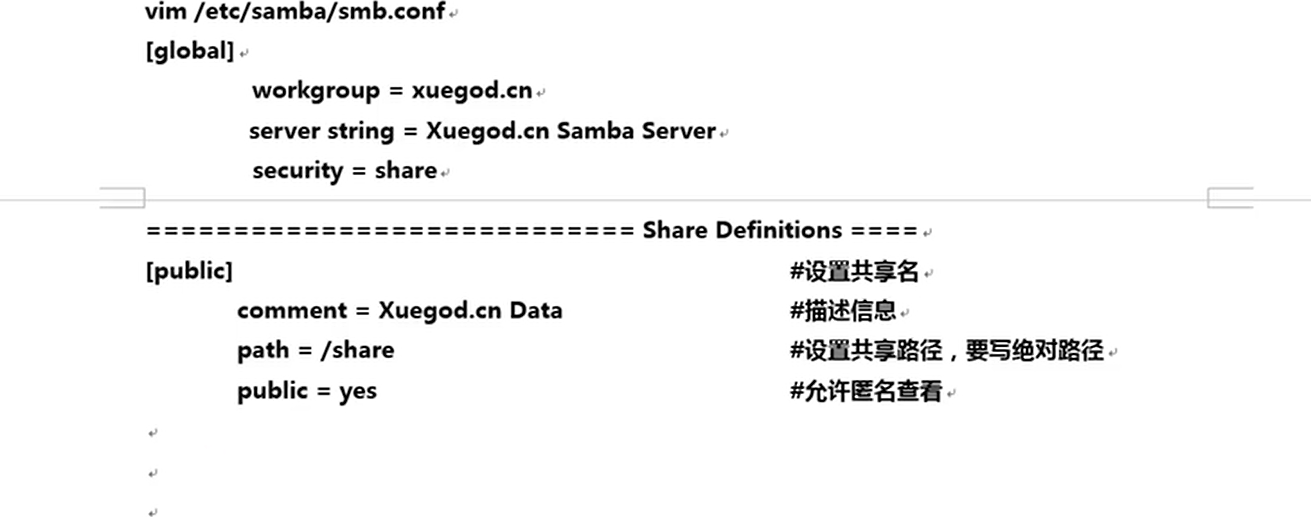 vim /etc/samba/smb.conf
[global]
workgroup = xuegod.cn
server string = Xuegod.cn Samba Server
security = share
============================ Share Definitions ====
[public] #设置共享名
comment = Xuegod.cn Data #描述信息
path = /share #设置共享路径，要写绝对路径
public = yes #允许匿名查看